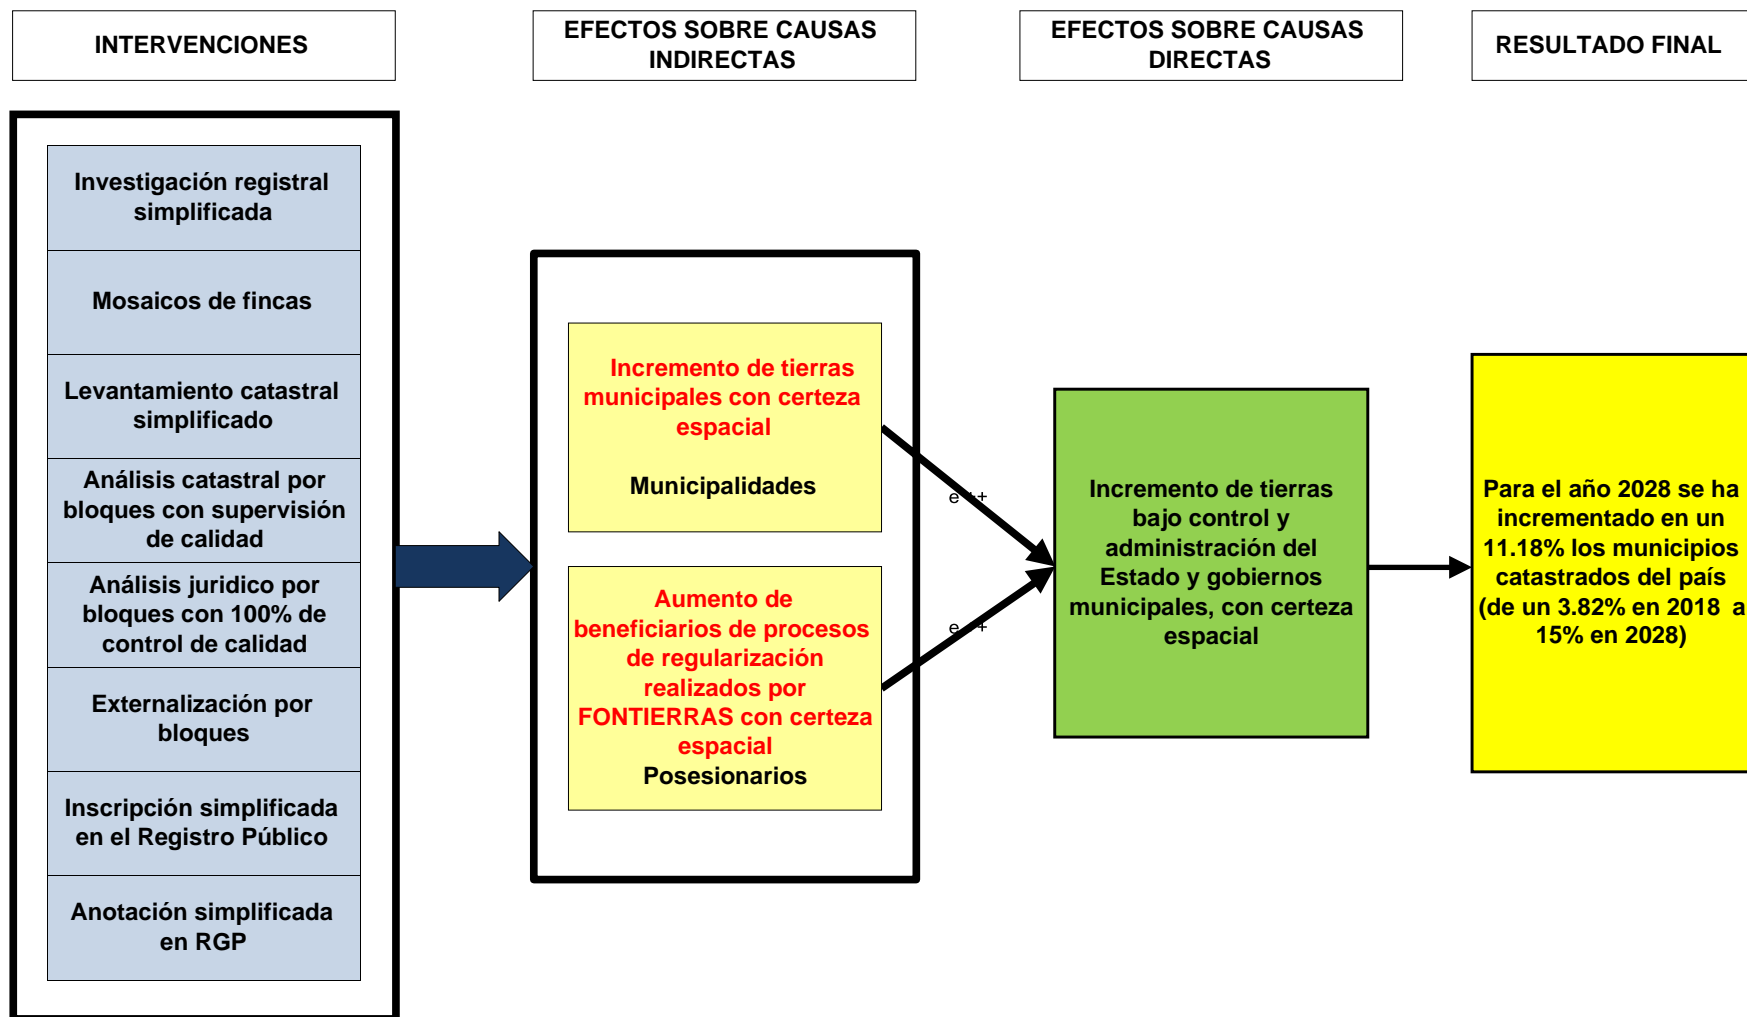 INTERVENCIONES
EFECTOS SOBRE CAUSAS
INDIRECTAS
EFECTOS SOBRE CAUSAS
DIRECTAS
RESULTADO FINAL
Investigación registral
simplificada
Mosaicos de fincas
Levantamiento catastral
simplificado
Análisis catastral por
bloques con supervisión
de calidad
Análisis juridico por
bloques con 100% de
control de calidad
Externalización por
bloques
Inscripción simplificada
en el Registro Público
Anotación simplificada
en RGP
Incremento de tierras
municipales con certeza
espacial
Municipalidades
Aumento de
beneficiarios de procesos
de regularización
realizados por
FONTIERRAS con certeza
espacial
Posesionarios
Incremento de tierras
bajo control y
administración del
Estado y gobiernos
municipales, con certeza
espacial
Para el año 2028 se ha
incrementado en un
11.18% los municipios
catastrados del país
(de un 3.82% en 2018 a
15% en 2028)